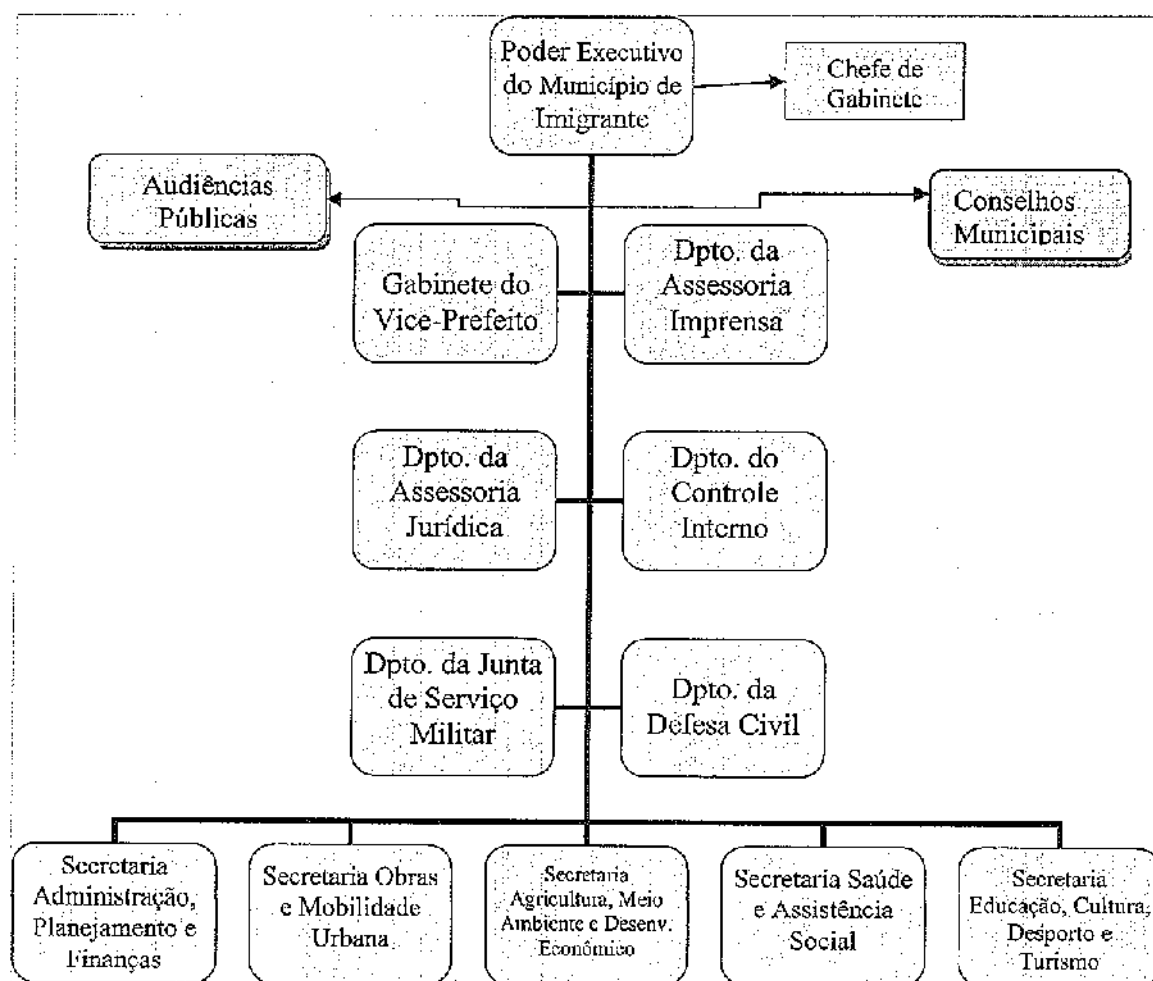 Poder Executivo
do Município de
Imigrante
Chefe de
Gabinete
Audiências
Públicas
Conselhos
Municipais
Gabinete do
Vice-Prefeito
Dpto. da
Assessoria
Imprensa
Dpto. da
Assessoria
Jurídica
Dpto. do
Controle
Interno
Dpto. da Junta
de Serviço
Militar
Dpto. da
Defesa Civil
Secretaria
Administração,
Planejamento e
Finanças
Secretaria Obras
e Mobilidade
Urbana
Secretaria
Agricultura, Meio
Ambiente e Desenv.
Econômico
Secretaria Saúde
e Assistência
Social
Secretaria
Educação, Cultura,
Desporto e
Turismo